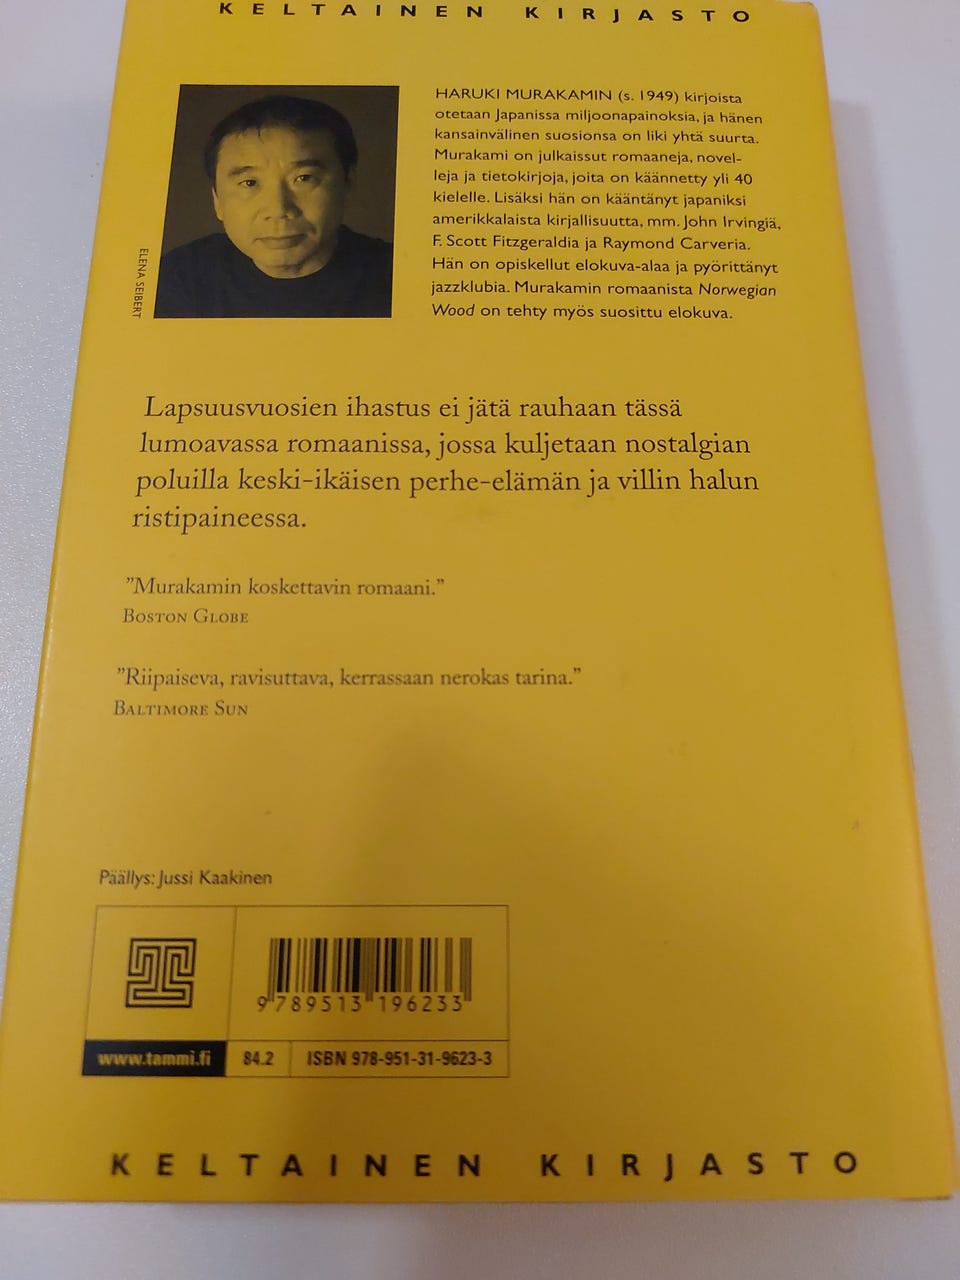 KELTAINEN KIRJASTO
HARUKI MURAKAMIN (s. 1949) kirjoista
otetaan Japanissa miljoonapainoksia, ja hänen
kansainvälinen suosionsa on liki yhtä suurta.
Murakami on julkaissut romaaneja, novel-
leja ja tietokirjoja, joita on käännetty yli 40
kielelle. Lisäksi hän on kääntänyt japaniksi
amerikkalaista kirjallisuutta, mm. John Irvingiä,
F. Scott Fitzgeraldia ja Raymond Carveria.
Hän on opiskellut elokuva-alaa ja pyörittänyt
jazzklubia. Murakamin romaanista Norwegian
Wood on tehty myös suosittu elokuva.
ELENA SEIBERT
Lapsuusvuosien ihastus ei jätä rauhaan tässä
lumoavassa romaanissa, jossa kuljetaan nostalgian
poluilla keski-ikäisen perhe-elämän ja villin halun
ristipaineessa.
”Murakamin koskettavin romaani.”
BOSTON GLOBE
”Riipaiseva, ravisuttava, kerrassaan nerokas tarina.”
BALTIMORE SUN
Päällys: Jussi Kaakinen
9 789513 196233
www.tammi.fi 84.2 ISBN 978-951-31-9623-3
KELTAINEN KIRJASTO